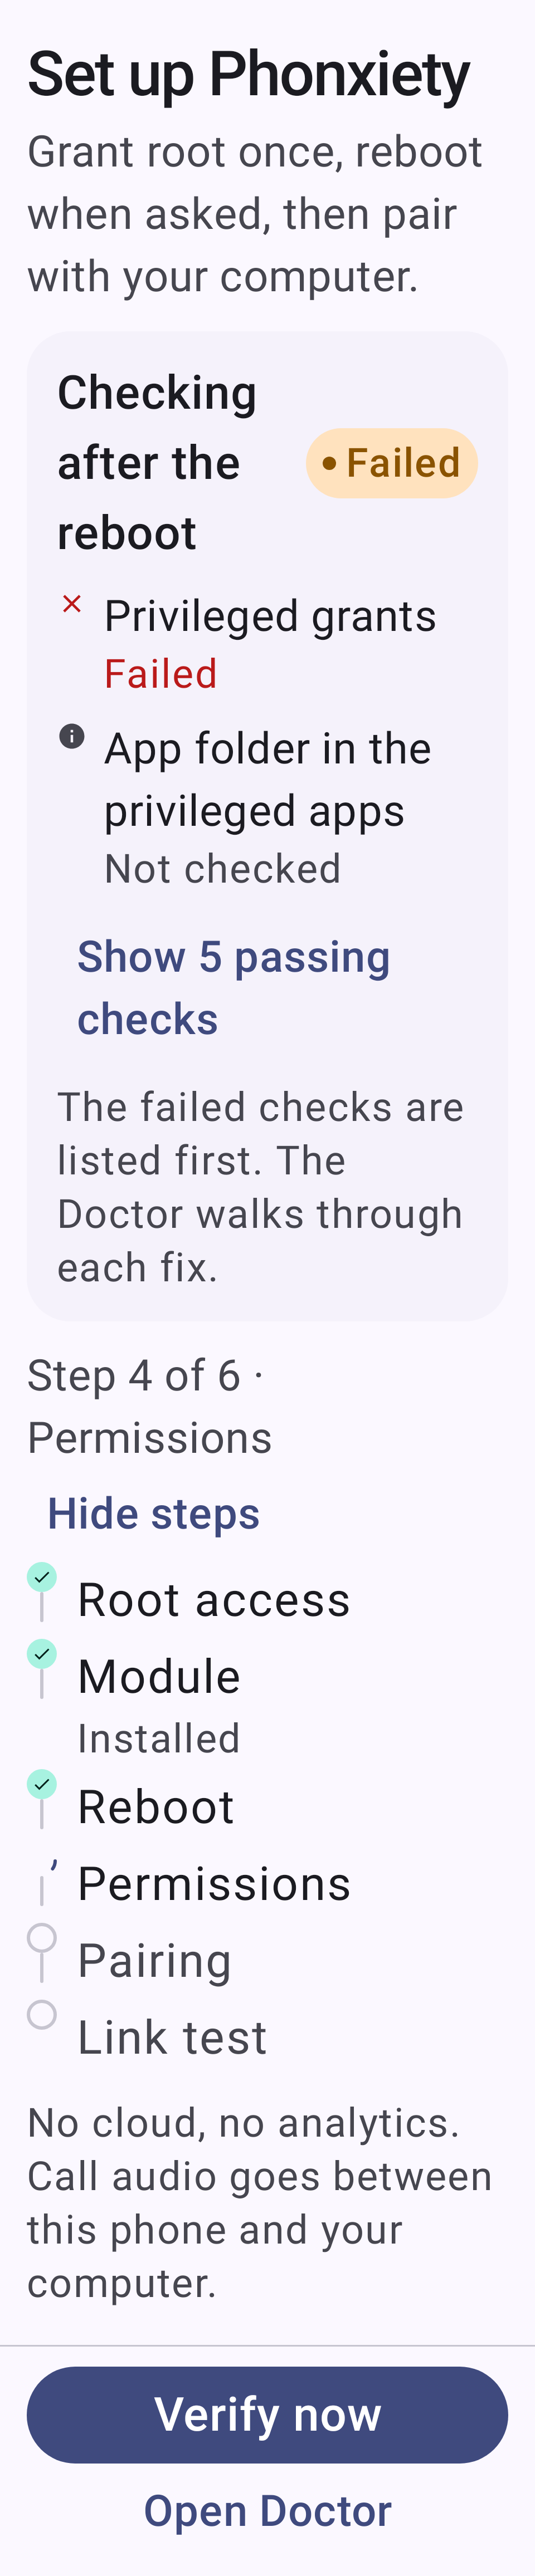 Set up Phonxiety
Grant root once, reboot
when asked, then pair
with your computer.
Checking
after the
reboot
• Failed
Privileged grants
Failed
App folder in the
privileged apps
Not checked
Show 5 passing
checks
The failed checks are
listed first. The
Doctor walks through
each fix.
Step 4 of 6 ·
Permissions
Hide steps
Root access
Module
Installed
Reboot
Permissions
Pairing
Link test
No cloud, no analytics.
Call audio goes between
this phone and your
computer.
Verify now
Open Doctor